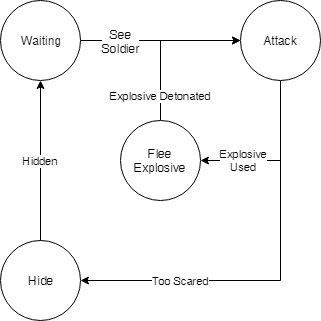 Waiting
See
Soldier
Attack
Explosive Detonated
Flee
Explosive
Explosive
Used
Hidden
Hide
Too Scared